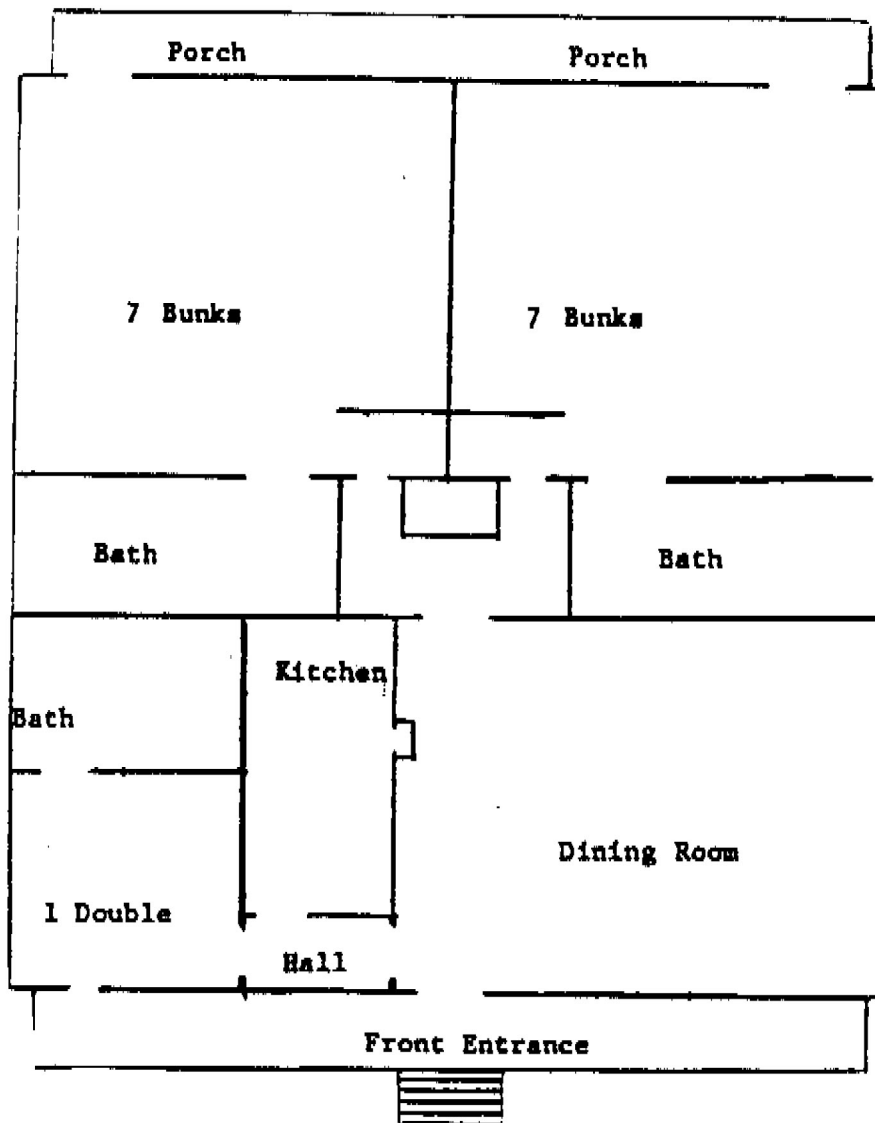 Porch
Porch
7 Bunks
7 Bunks
Bath
Bath
Kitchen
Bath
Dining Room
1 Double
Hall
Front Entrance